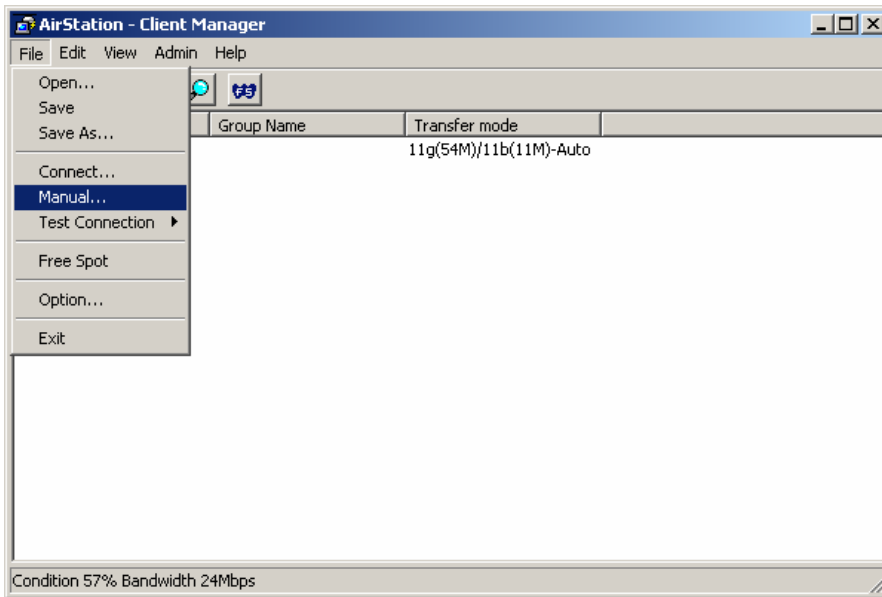 AirStation - Client Manager
File Edit View Admin Help
Open...
Save
Save As...
Connect...
Manual...
Test Connection
Free Spot
Option...
Exit
FS
Group Name Transfer mode
11g(54M)/11b(11M)-Auto
Condition 57% Bandwidth 24Mbps